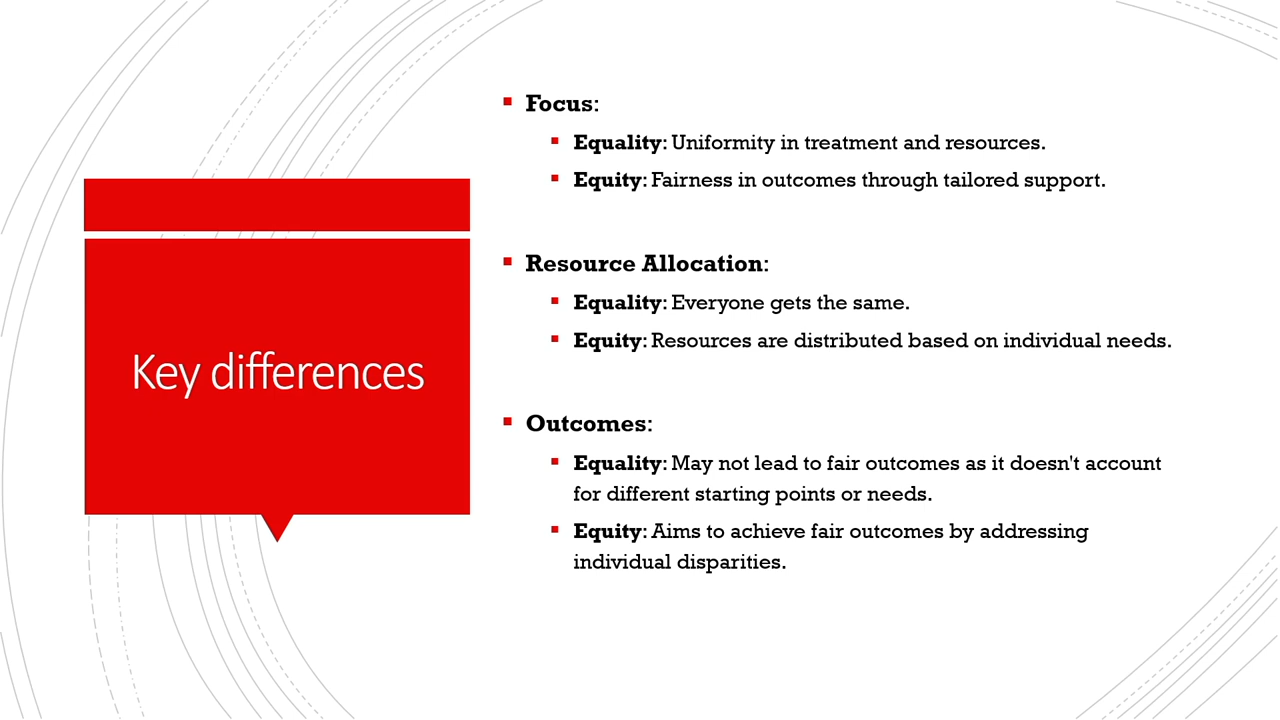 Key differences
Focus:
Equality: Uniformity in treatment and resources.
Equity: Fairness in outcomes through tailored support.
Resource Allocation:
Equality: Everyone gets the same.
Equity: Resources are distributed based on individual needs.
Outcomes:
Equality: May not lead to fair outcomes as it doesn't account
for different starting points or needs.
Equity: Aims to achieve fair outcomes by addressing
individual disparities.